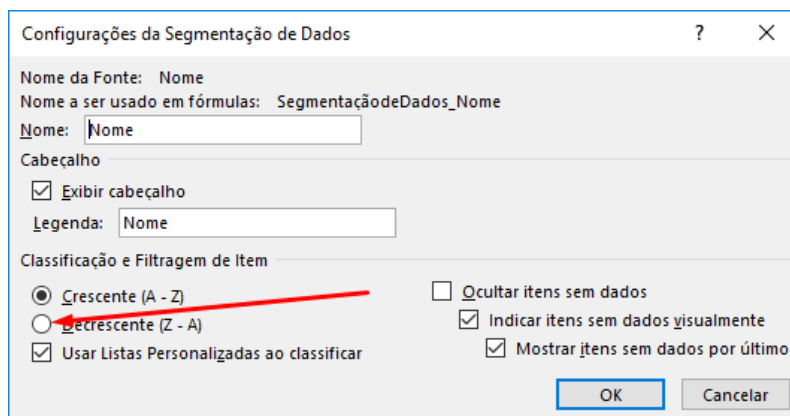 Configurações da Segmentação de Dados ?
Nome da Fonte: Nome
Nome a ser usado em fórmulas: SegmentaçãodeDados_Nome
Nome: Nome
Cabeçalho
Exibir cabeçalho
Legenda: Nome
Classificação e Filtragem de Item
Crescente (A - Z)
Decrescente (Z - A)
Usar Listas Personalizadas ao classificar
Ocultar itens sem dados
Indicar itens sem dados visualmente
Mostrar itens sem dados por último
OK Cancelar